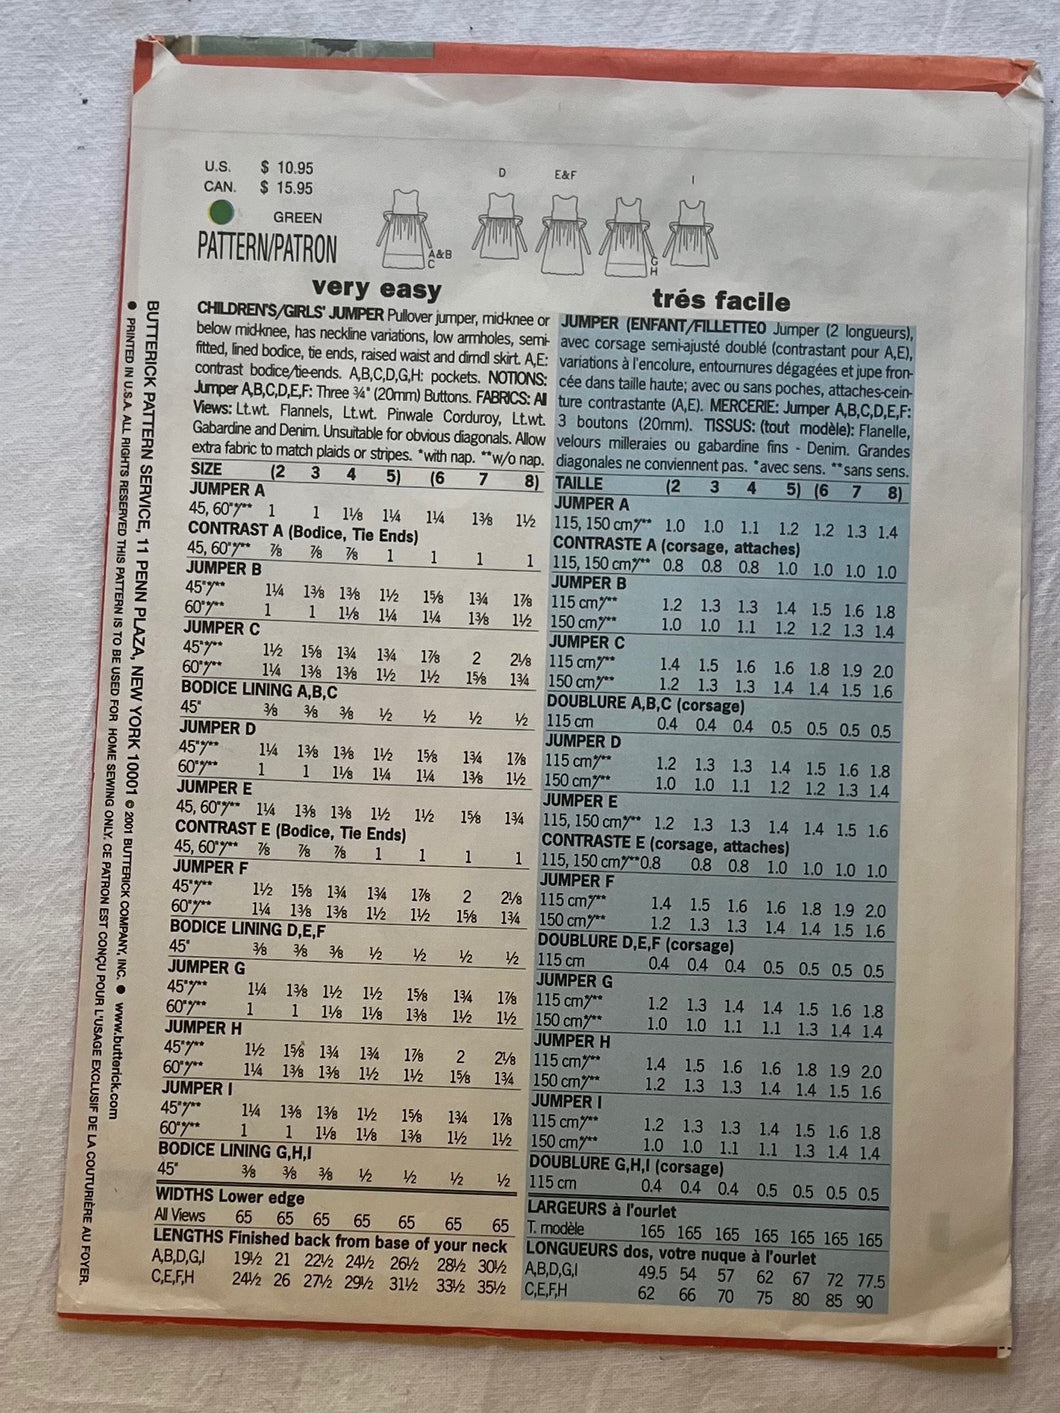 U.S. $ 10.95
CAN. $ 15.95
GREEN
PATTERN/PATRON
A&B
C
D
E&F
G
H
I
very easy
CHILDREN'S/GIRLS' JUMPER Pullover jumper, mid-knee or
below mid-knee, has neckline variations, low armholes, semi-
fitted, lined bodice, tie ends, raised waist and dirndl skirt. A,E:
contrast bodice/tie-ends. A,B,C,D,G,H: pockets. NOTIONS:
Jumper A,B,C,D,E,F: Three ¾" (20mm) Buttons. FABRICS: All
Views: Lt.wt. Flannels, Lt.wt. Pinwale Corduroy, Lt.wt.
Gabardine and Denim. Unsuitable for obvious diagonals. Allow
extra fabric to match plaids or stripes. *with nap. **w/o nap.
SIZE (2 3 4 5) (6 7 8)
JUMPER A
45, 60"*/** 1 1 1⅛ 1¼ 1¼ 1⅜ 1½
CONTRAST A (Bodice, Tie Ends)
45, 60"*/** ⅞ ⅞ ⅞ 1 1 1 1
JUMPER B
45"*/** 1¼ 1⅜ 1⅜ 1½ 1⅝ 1¾ 1⅞
60"*/** 1 1 1⅛ 1¼ 1¼ 1⅜ 1½
JUMPER C
45"*/** 1½ 1⅝ 1¾ 1¾ 1⅞ 2 2⅛
60"*/** 1¼ 1⅜ 1⅜ 1½ 1½ 1⅝ 1¾
BODICE LINING A,B,C
45" ⅜ ⅜ ⅜ ½ ½ ½ ½
JUMPER D
45"*/** 1¼ 1⅜ 1⅜ 1½ 1⅝ 1¾ 1⅞
60"*/** 1 1 1⅛ 1¼ 1¼ 1⅜ 1½
JUMPER E
45, 60"*/** 1¼ 1⅜ 1⅜ 1½ 1½ 1⅝ 1¾
CONTRAST E (Bodice, Tie Ends)
45, 60"*/** ⅞ ⅞ ⅞ 1 1 1 1
JUMPER F
45"*/** 1½ 1⅝ 1¾ 1¾ 1⅞ 2 2⅛
60"*/** 1¼ 1⅜ 1⅜ 1½ 1½ 1⅝ 1¾
BODICE LINING D,E,F
45" ⅜ ⅜ ⅜ ½ ½ ½ ½
JUMPER G
45"*/** 1¼ 1⅜ 1½ 1½ 1⅝ 1¾ 1⅞
60"*/** 1 1 1⅛ 1⅛ 1⅜ 1½ 1½
JUMPER H
45"*/** 1½ 1⅝ 1¾ 1¾ 1⅞ 2 2⅛
60"*/** 1¼ 1⅜ 1⅜ 1½ 1½ 1⅝ 1¾
JUMPER I
45"*/** 1¼ 1⅜ 1⅜ 1½ 1⅝ 1¾ 1⅞
60"*/** 1 1 1⅛ 1⅛ 1⅜ 1½ 1½
BODICE LINING G,H,I
45" ⅜ ⅜ ⅜ ½ ½ ½ ½
WIDTHS Lower edge
All Views 65 65 65 65 65 65 65
LENGTHS Finished back from base of your neck
A,B,D,G,I 19½ 21 22½ 24½ 26½ 28½ 30½
C,E,F,H 24½ 26 27½ 29½ 31½ 33½ 35½
trés facile
JUMPER (ENFANT/FILLETTEO Jumper (2 longueurs),
avec corsage semi-ajusté doublé (contrastant pour A,E),
variations à l'encolure, entournures dégagées et jupe fron-
cée dans taille haute; avec ou sans poches, attaches-cein-
ture contrastante (A,E). MERCERIE: Jumper A,B,C,D,E,F:
3 boutons (20mm). TISSUS: (tout modèle): Flanelle,
velours milleraies ou gabardine fins - Denim. Grandes
diagonales ne conviennent pas. *avec sens. **sans sens.
TAILLE (2 3 4 5) (6 7 8)
JUMPER A
115, 150 cm*/** 1.0 1.0 1.1 1.2 1.2 1.3 1.4
CONTRASTE A (corsage, attaches)
115, 150 cm*/** 0.8 0.8 0.8 1.0 1.0 1.0 1.0
JUMPER B
115 cm*/** 1.2 1.3 1.3 1.4 1.5 1.6 1.8
150 cm*/** 1.0 1.0 1.1 1.2 1.2 1.3 1.4
JUMPER C
115 cm*/** 1.4 1.5 1.6 1.6 1.8 1.9 2.0
150 cm*/** 1.2 1.3 1.3 1.4 1.4 1.5 1.6
DOUBLURE A,B,C (corsage)
115 cm 0.4 0.4 0.4 0.5 0.5 0.5 0.5
JUMPER D
115 cm*/** 1.2 1.3 1.3 1.4 1.5 1.6 1.8
150 cm*/** 1.0 1.0 1.1 1.2 1.2 1.3 1.4
JUMPER E
115, 150 cm*/** 1.2 1.3 1.3 1.4 1.4 1.5 1.6
CONTRASTE E (corsage, attaches)
115, 150 cm*/** 0.8 0.8 0.8 1.0 1.0 1.0 1.0
JUMPER F
115 cm*/** 1.4 1.5 1.6 1.6 1.8 1.9 2.0
150 cm*/** 1.2 1.3 1.3 1.4 1.4 1.5 1.6
DOUBLURE D,E,F (corsage)
115 cm 0.4 0.4 0.4 0.5 0.5 0.5 0.5
JUMPER G
115 cm*/** 1.2 1.3 1.4 1.4 1.5 1.6 1.8
150 cm*/** 1.0 1.0 1.1 1.1 1.3 1.4 1.4
JUMPER H
115 cm*/** 1.4 1.5 1.6 1.6 1.8 1.9 2.0
150 cm*/** 1.2 1.3 1.3 1.4 1.4 1.5 1.6
JUMPER I
115 cm*/** 1.2 1.3 1.3 1.4 1.5 1.6 1.8
150 cm*/** 1.0 1.0 1.1 1.1 1.3 1.4 1.4
DOUBLURE G,H,I (corsage)
115 cm 0.4 0.4 0.4 0.5 0.5 0.5 0.5
LARGEURS à l'ourlet
T. modèle 165 165 165 165 165 165 165
LONGUEURS dos, votre nuque à l'ourlet
A,B,D,G,I 49.5 54 57 62 67 72 77.5
C,E,F,H 62 66 70 75 80 85 90
BUTTERICK PATTERN SERVICE, 11 PENN PLAZA, NEW YORK 10001 © 2001 BUTTERICK COMPANY, INC. ● www.butterick.com
● PRINTED IN U.S.A. ALL RIGHTS RESERVED THIS PATTERN IS TO BE USED FOR HOME SEWING ONLY. CE PATRON EST CONÇU POUR L'USAGE EXCLUSIF DE LA COUTURIÈRE AU FOYER.